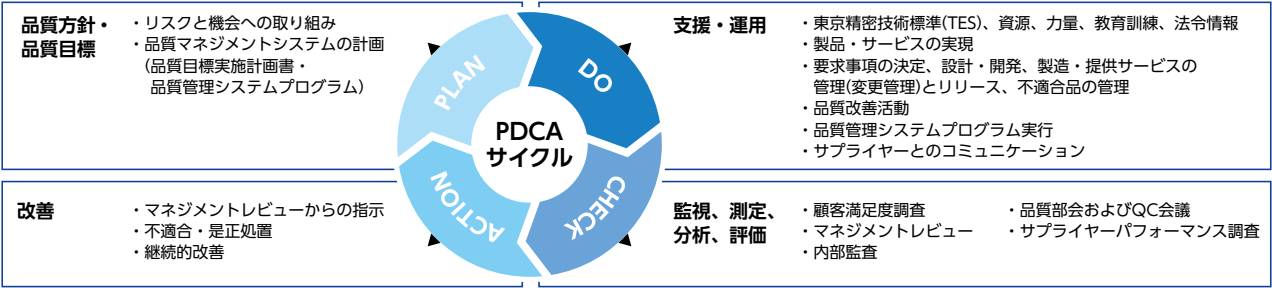 品質方針・
品質目標
・リスクと機会への取り組み
・品質マネジメントシステムの計画
（品質目標実施計画書・
品質管理システムプログラム）
PLAN
DO
PDCA
サイクル
ACTION
CHECK
支援・運用
・東京精密技術標準(TES)、資源、力量、教育訓練、法令情報
・製品・サービスの実現
・要求事項の決定、設計・開発、製造・提供サービスの
管理(変更管理)とリリース、不適合品の管理
・品質改善活動
・品質管理システムプログラム実行
・サプライヤーとのコミュニケーション
改善
・マネジメントレビューからの指示
・不適合・是正処置
・継続的改善
監視、測定、
分析、評価
・顧客満足度調査
・マネジメントレビュー
・内部監査
・品質部会およびQC会議
・サプライヤーパフォーマンス調査